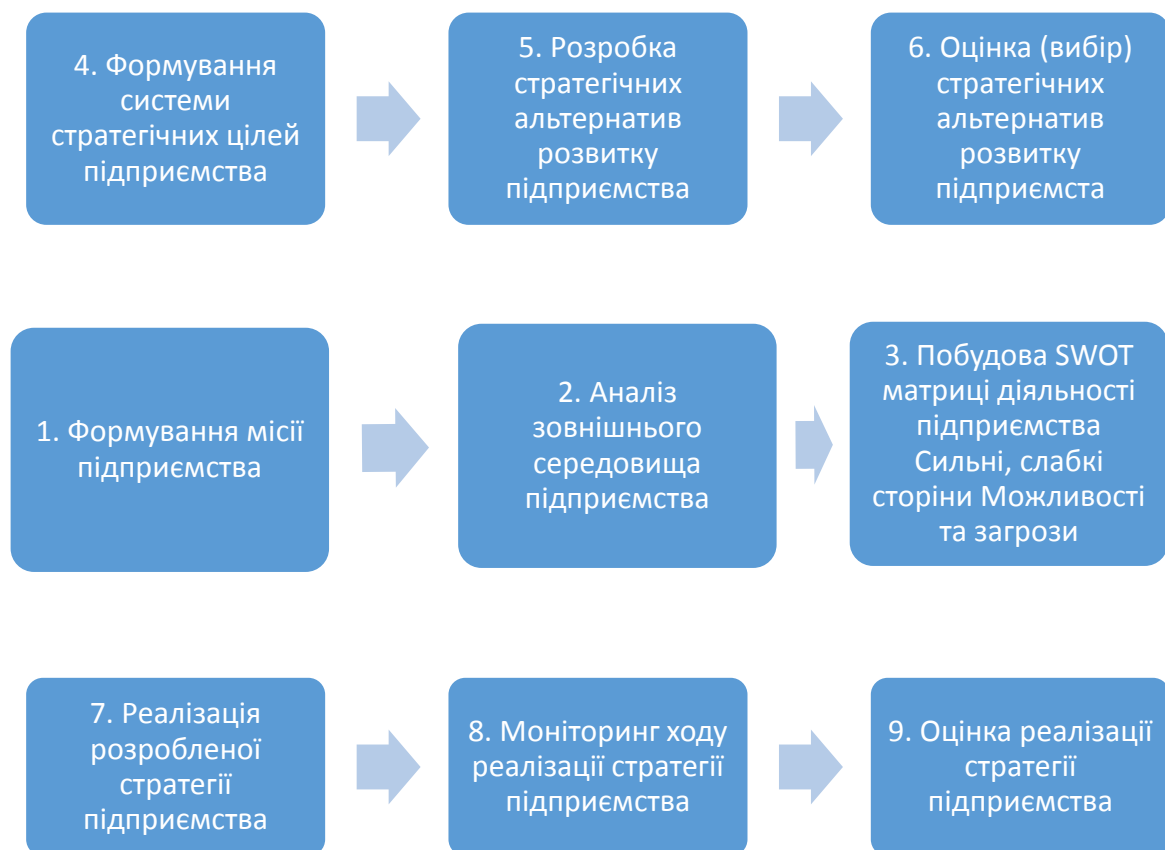 4. Формування
системи
стратегічних цілей
підприємства
5. Розробка
стратегічних
альтернатив
розвитку
підприємства
6. Оцінка (вибір)
стратегічних
альтернатив
розвитку
підприємста
1. Формування місії
підприємства
2. Аналіз
зовнішнього
середовища
підприємства
3. Побудова SWOT
матриці діяльності
підприємства
Сильні, слабкі
сторіни Можливості
та загрози
7. Реалізація
розробленої
стратегії
підприємства
8. Моніторинг ходу
реалізації стратегії
підприємства
9. Оцінка реалізації
стратегії
підприємства